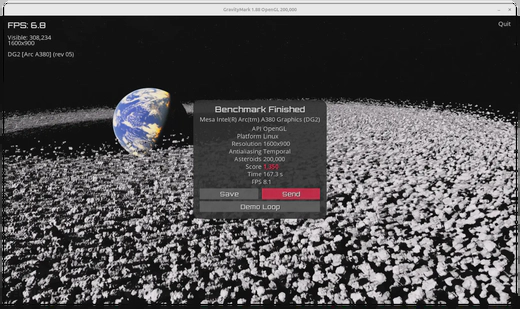 GravityMark 1.88 OpenGL 200,000
FPS: 6.8
Visible: 308,234
1600x900
DG2 [Arc A380] (rev 05)
Quit
Benchmark Finished
Mesa Intel(R) Arc(tm) A380 Graphics (DG2)
API OpenGL
Platform Linux
Resolution 1600x900
Antialiasing Temporal
Asteroids 200,000
Score
Time 167.3 s
FPS 8.1
Save
Send
Demo Loop